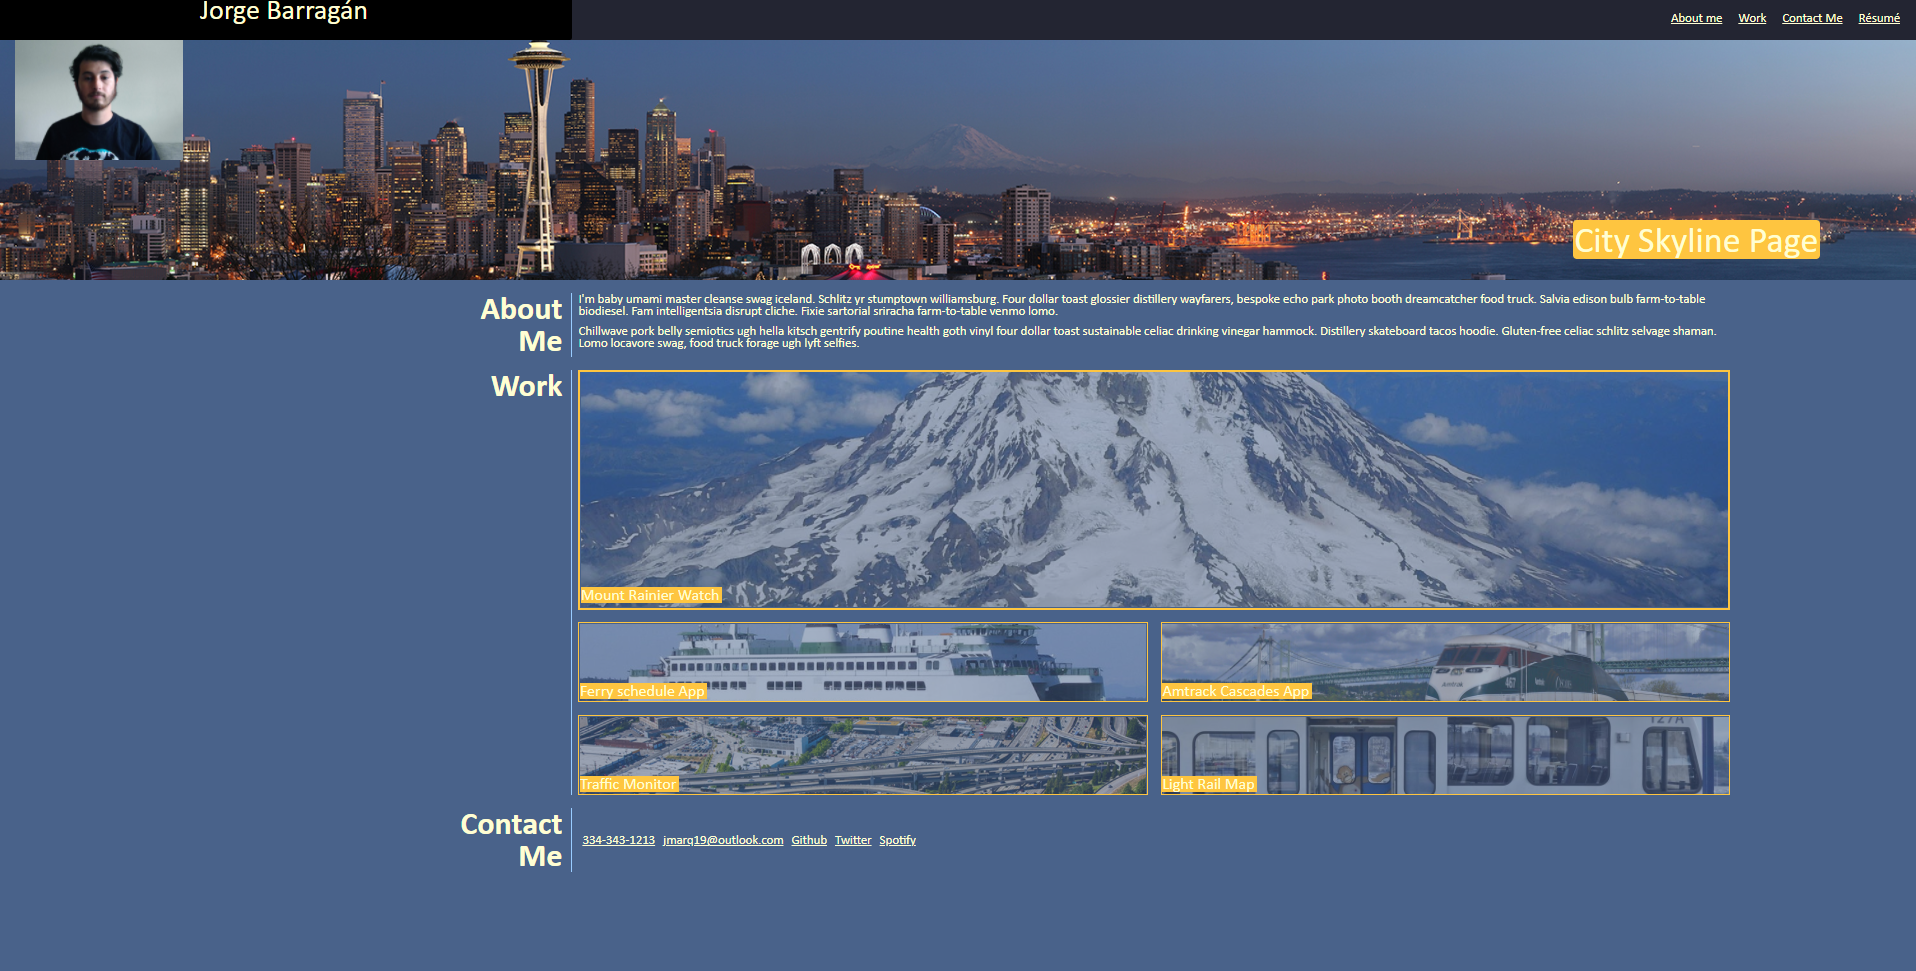 Jorge Barragán
About me Work Contact Me Résumé
City Skyline Page
About
Me
I'm baby umami master cleanse swag iceland. Schlitz yr stumptown williamsburg. Four dollar toast glossier distillery wayfarers, bespoke echo park photo booth dreamcatcher food truck. Salvia edison bulb farm-to-table
biodiesel. Fam intelligentsia disrupt cliche. Fixie sartorial sriracha farm-to-table venmo lomo.
Chillwave pork belly semiotics ugh hella kitsch gentrify poutine health goth vinyl four dollar toast sustainable celiac drinking vinegar hammock. Distillery skateboard tacos hoodie. Gluten-free celiac schlitz selvage shaman.
Lomo locavore swag, food truck forage ugh lyft selfies.
Work
Mount Rainier Watch
Ferry schedule App
467
Amtrack Cascades App
Traffic Monitor
127A
Light Rail Map
Contact
Me
334-343-1213 jmarq19@outlook.com Github Twitter Spotify